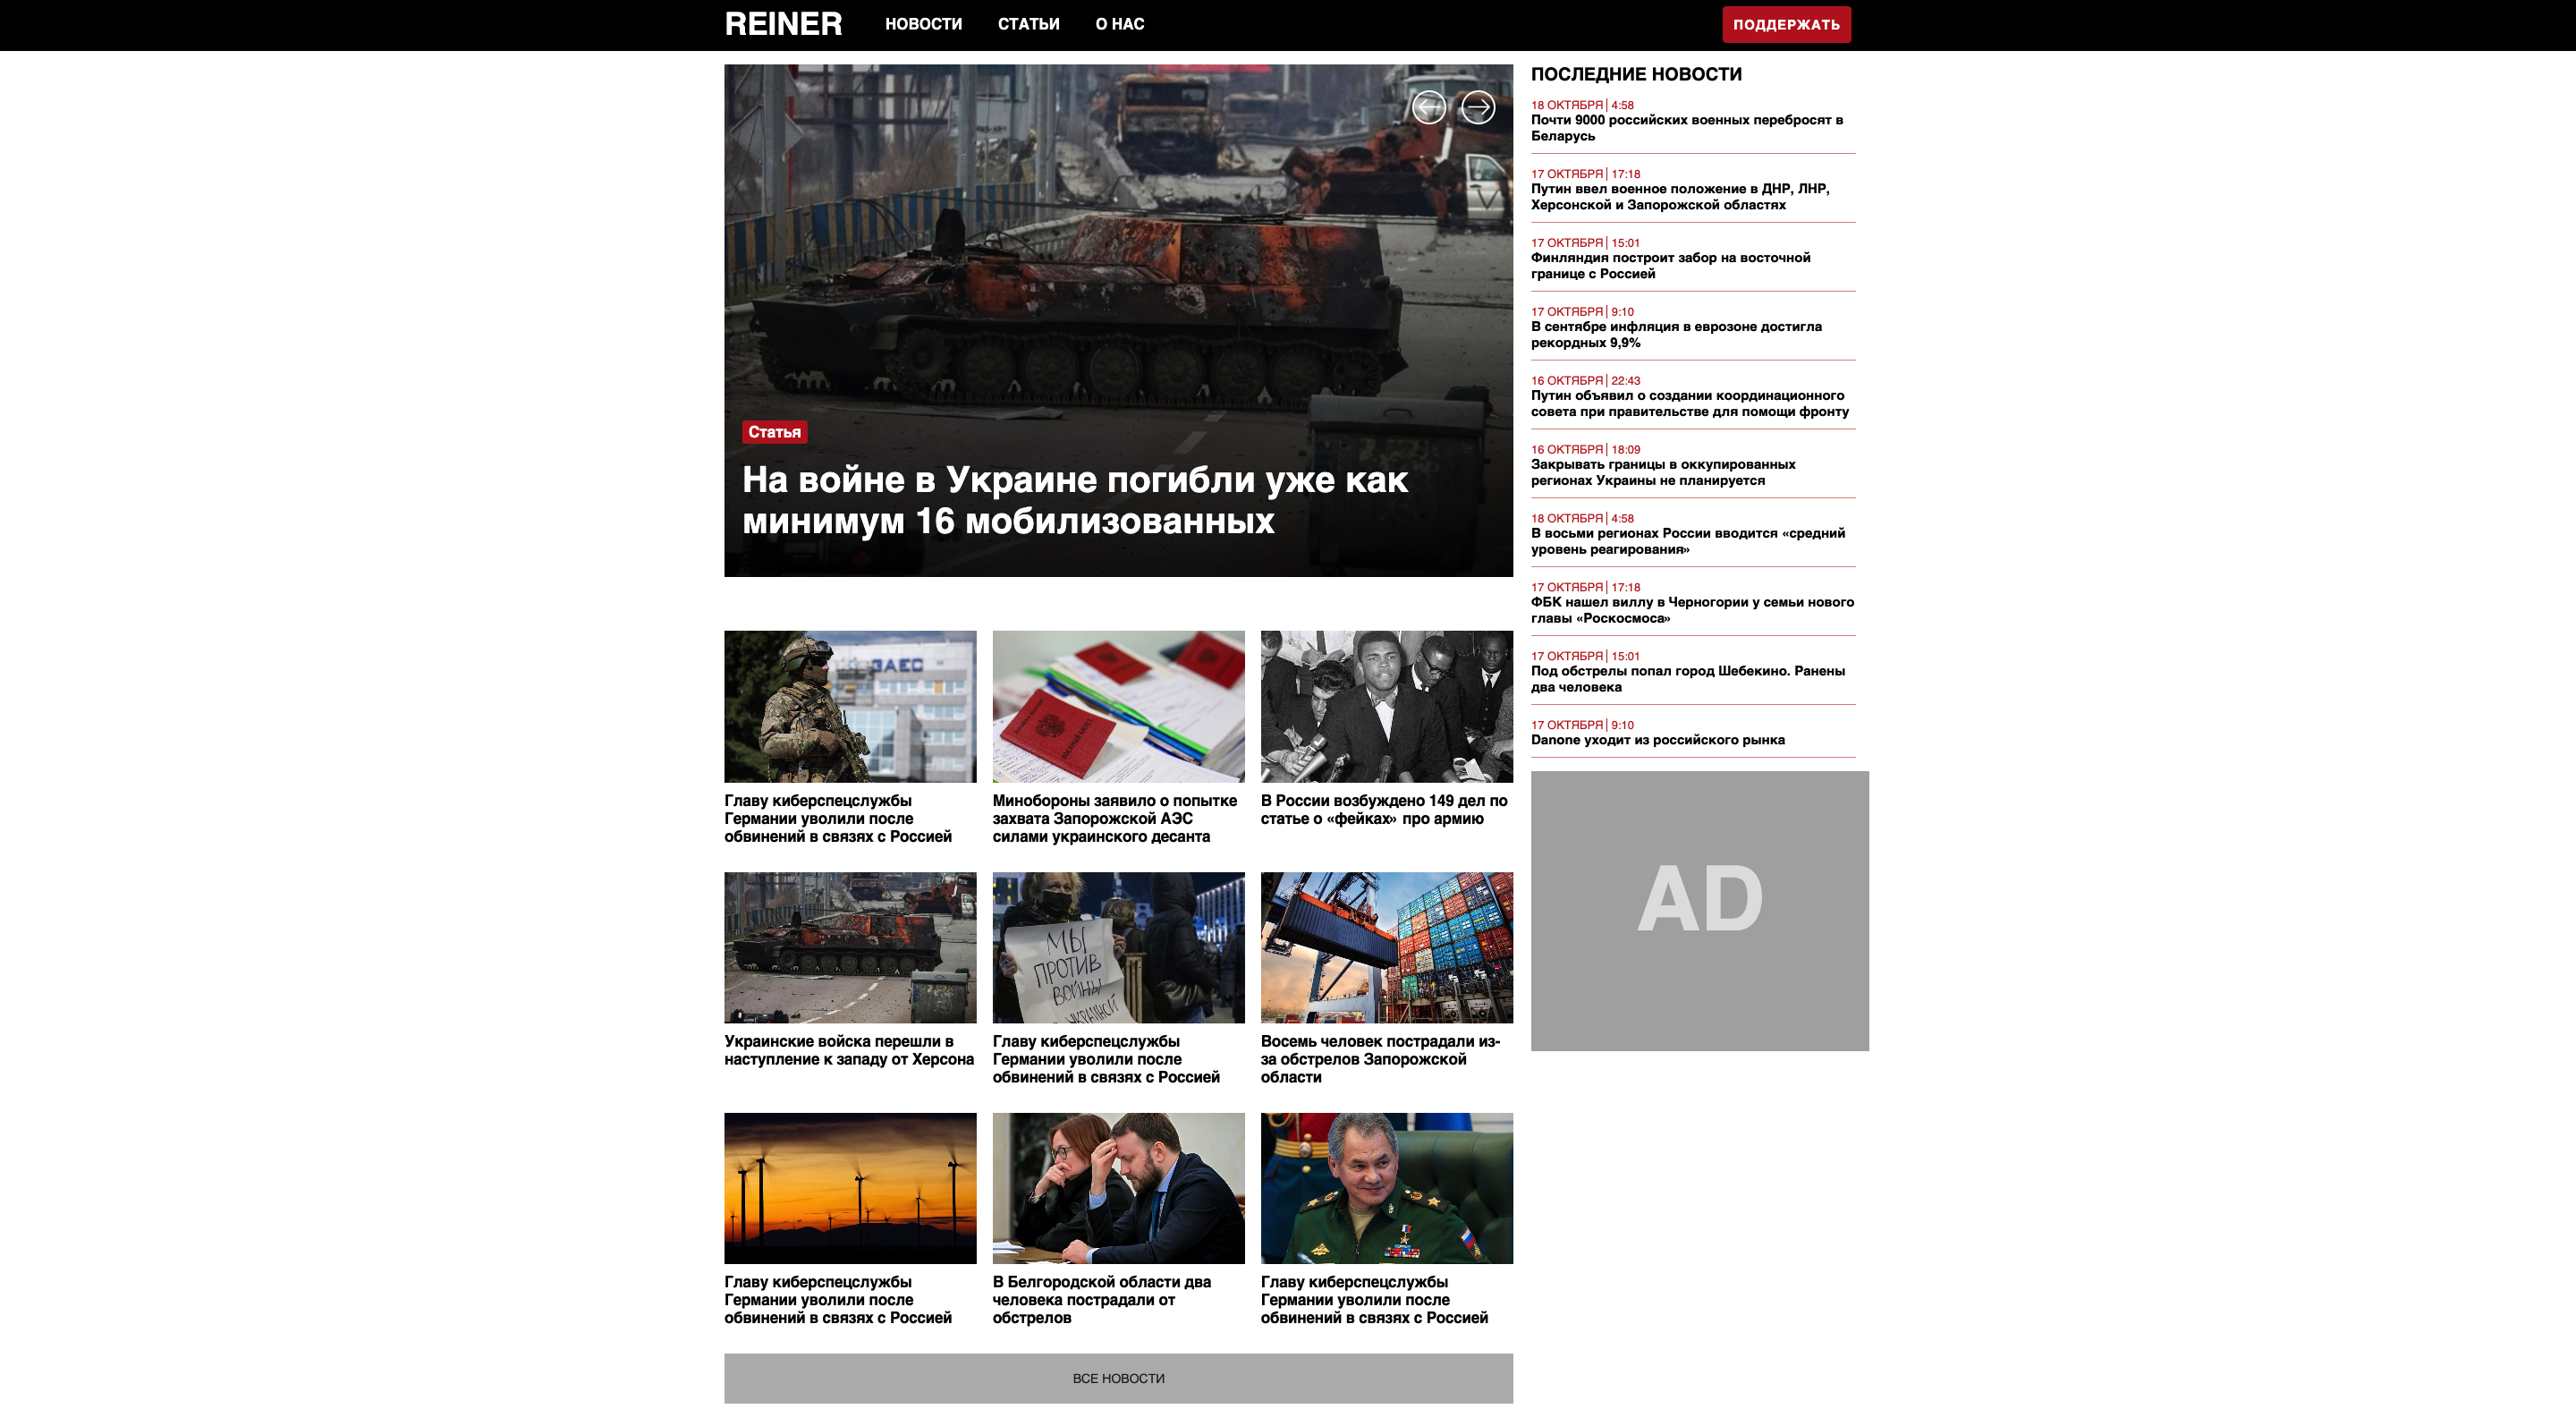 REINER
НОВОСТИ
СТАТЬИ
О НАС
ПОДДЕРЖАТЬ
Статья
На войне в Украине погибли уже как
минимум 16 мобилизованных
ПОСЛЕДНИЕ НОВОСТИ
18 ОКТЯБРЯ | 4:58
Почти 9000 российских военных перебросят в
Беларусь
17 ОКТЯБРЯ | 17:18
Путин ввел военное положение в ДНР, ЛНР,
Херсонской и Запорожской областях
17 ОКТЯБРЯ | 15:01
Финляндия построит забор на восточной
границе с Россией
17 ОКТЯБРЯ | 9:10
В сентябре инфляция в еврозоне достигла
рекордных 9,9%
16 ОКТЯБРЯ | 22:43
Путин объявил о создании координационного
совета при правительстве для помощи фронту
16 ОКТЯБРЯ | 18:09
Закрывать границы в оккупированных
регионах Украины не планируется
18 ОКТЯБРЯ | 4:58
В восьми регионах России вводится «средний
уровень реагирования»
17 ОКТЯБРЯ | 17:18
ФБК нашел виллу в Черногории у семьи нового
главы «Роскосмоса»
17 ОКТЯБРЯ | 15:01
Под обстрелы попал город Шебекино. Ранены
два человека
17 ОКТЯБРЯ | 9:10
Danone уходит из российского рынка
AD
ЗАЕС
Главу киберспецслужбы
Германии уволили после
обвинений в связях с Россией
Минобороны заявило о попытке
захвата Запорожской АЭС
силами украинского десанта
В России возбуждено 149 дел по
статье о «фейках» про армию
Украинские войска перешли в
наступление к западу от Херсона
МЫ
ПРОТИВ
ВОЙНЫ
С УКРАИНОЙ
Главу киберспецслужбы
Германии уволили после
обвинений в связях с Россией
Восемь человек пострадали из-
за обстрелов Запорожской
области
Главу киберспецслужбы
Германии уволили после
обвинений в связях с Россией
В Белгородской области два
человека пострадали от
обстрелов
Главу киберспецслужбы
Германии уволили после
обвинений в связях с Россией
ВСЕ НОВОСТИ